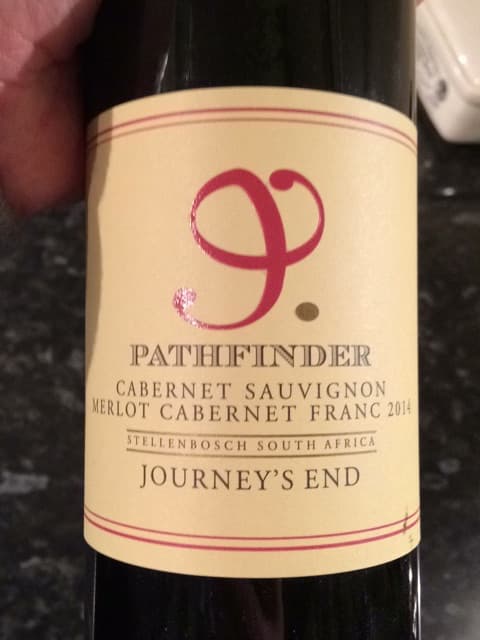 PATHFINDER
CABERNET SAUVIGNON
MERLOT CABERNET FRANC 2014
STELLENBOSCH SOUTH AFRICA
JOURNEY'S END